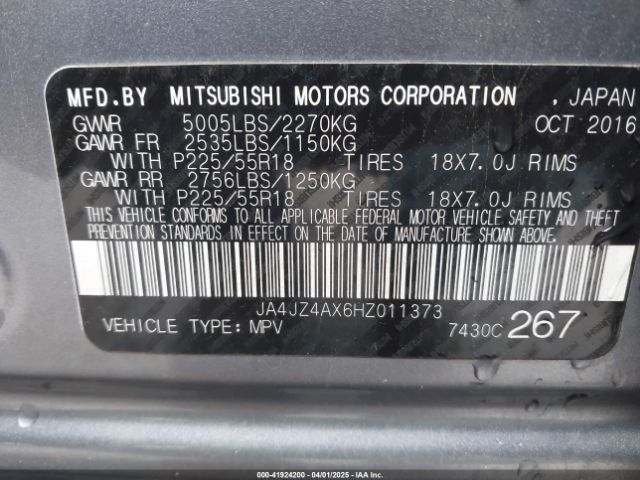 MFD.BY MITSUBISHI MOTORS CORPORATION . JAPAN
GVWR 5005LBS/2270KG OCT 2016
GAWR FR 2535LBS/1150KG
WITH P225/55R18 TIRES 18X7.0J RIMS
GAWR RR 2756LBS/1250KG
WITH P225/55R18 TIRES 18X7.0J RIMS
THIS VEHICLE CONFORMS TO ALL APPLICABLE FEDERAL MOTOR VEHICLE SAFETY AND THEFT
PREVENTION STANDARDS IN EFFECT ON THE DATE OF MANUFACTURE SHOWN ABOVE.
JA4JZ4AX6HZ011373
VEHICLE TYPE: MPV 7430C 267
000-41924200 - 04/01/2025 - IAAI.com